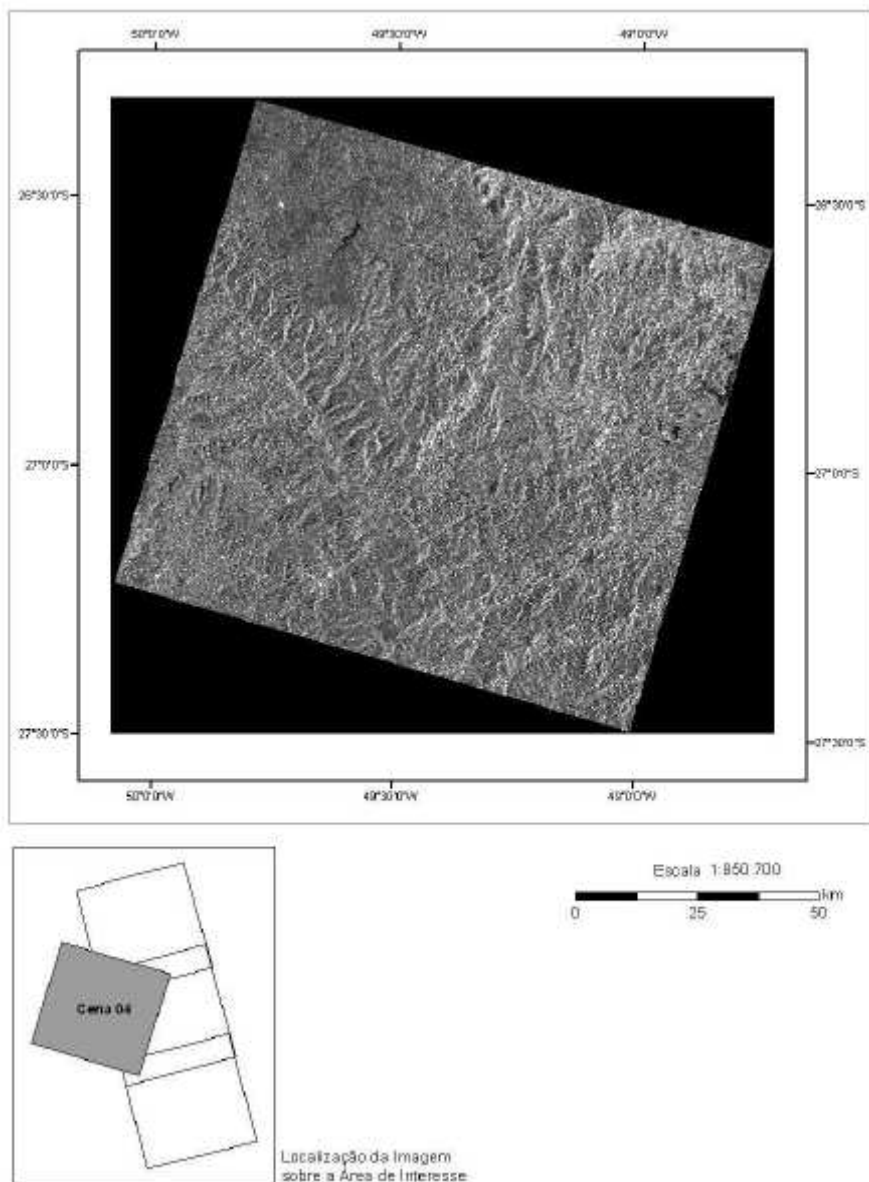 50°0'0"W 49°30'0"W 49°0'0"W
26°30'0"S 26°30'0"S
27°0'0"S 27°0'0"S
27°30'0"S 27°30'0"S
50°0'0"W 49°30'0"W 49°0'0"W
Escala 1:850.700
km
0 25 50
Cena 04
Localização da Imagem
sobre a Área de Interesse